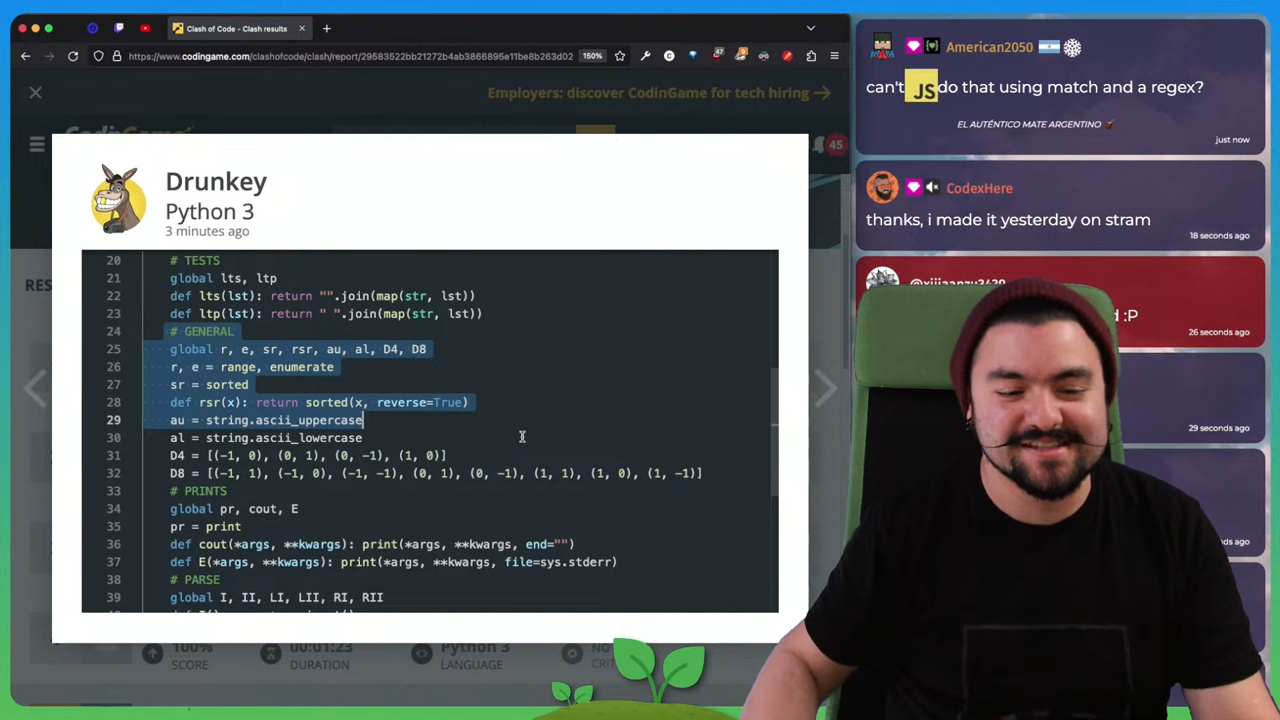 Clash of Code - Clash results
https://www.codingame.com/clashofcode/clash/report/29583522bb21272b4ab3866695e11be8b263d02
150%
47
9
Employers: discover CodinGame for tech hiring →
45
Drunkey
Python 3
3 minutes ago
RES
20 # TESTS
21 global lts, ltp
22 def lts(lst): return "".join(map(str, lst))
23 def ltp(lst): return " ".join(map(str, lst))
24 # GENERAL
25 global r, e, sr, rsr, au, al, D4, D8
26 r, e = range, enumerate
27 sr = sorted
28 def rsr(x): return sorted(x, reverse=True)
29 au = string.ascii_uppercase
30 al = string.ascii_lowercase
31 D4 = [(-1, 0), (0, 1), (0, -1), (1, 0)]
32 D8 = [(-1, 1), (-1, 0), (-1, -1), (0, 1), (0, -1), (1, 1), (1, 0), (1, -1)]
33 # PRINTS
34 global pr, cout, E
35 pr = print
36 def cout(*args, **kwargs): print(*args, **kwargs, end="")
37 def E(*args, **kwargs): print(*args, **kwargs, file=sys.stderr)
38 # PARSE
39 global I, II, LI, LII, RI, RII
100%
SCORE
00:01:23
DURATION
Python 3
LANGUAGE
NO
CRIT
American2050
can't JS do that using match and a regex?
EL AUTÉNTICO MATE ARGENTINO
just now
CodexHere
thanks, i made it yesterday on stram
18 seconds ago
d :P
26 seconds ago
29 seconds ago